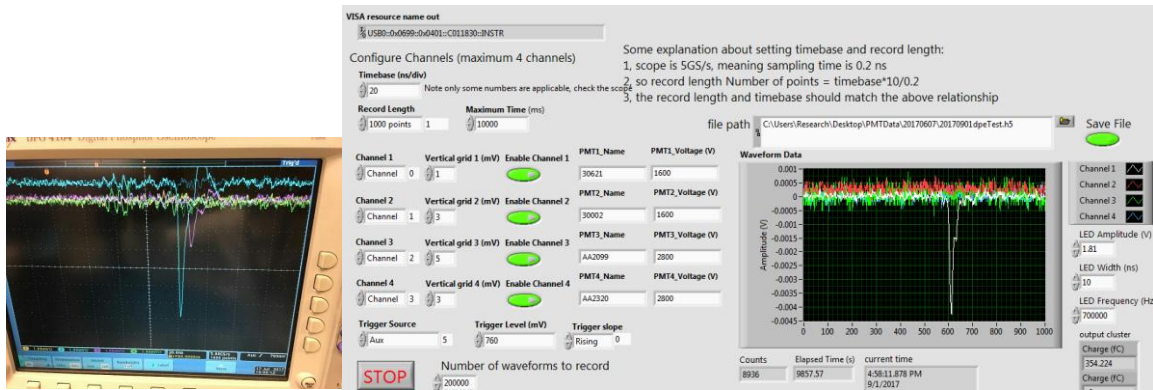 VISA resource name out
USB0::0x0699::0x0401::C011830::INSTR
Configure Channels (maximum 4 channels)
Timebase (ns/div)
20
Note only some numbers are applicable, check the scope
Record Length
Maximum Time (ms)
1000 points 1
10000
Some explanation about setting timebase and record length:
1, scope is 5GS/s, meaning sampling time is 0.2 ns
2, so record length Number of points = timebase*10/0.2
3, the record length and timebase should match the above relationship
file path
C:\Users\Research\Desktop\PMTData\20170607\20170901dpeTest.h5
Save File
Channel 1
Vertical grid 1 (mV)
Enable Channel 1
PMT1_Name
PMT1_Voltage (V)
Channel 0
1
30621
1600
Channel 2
Vertical grid 2 (mV)
Enable Channel 2
PMT2_Name
PMT2_Voltage (V)
Channel 1
3
30002
1600
Channel 3
Vertical grid 3 (mV)
Enable Channel 3
PMT3_Name
PMT3_Voltage (V)
Channel 2
5
AA2099
2800
Channel 4
Vertical grid 4 (mV)
Enable Channel 4
PMT4_Name
PMT4_Voltage (V)
Channel 3
3
AA2320
2800
Trigger Source
Trigger Level (mV)
Trigger slope
Aux 5
760
Rising 0
STOP
Number of waveforms to record
200000
Waveform Data
0.001
0.0005
0
-0.0005
-0.001
-0.0015
-0.002
-0.0025
-0.003
-0.0035
-0.004
-0.0045
Amplitude (V)
0 100 200 300 400 500 600 700 800 900 1000
Channel 1
Channel 2
Channel 3
Channel 4
LED Amplitude (V)
1.81
LED Width (ns)
10
LED Frequency (Hz
700000
output cluster
Charge (fC)
354.224
Charge (fC)
Counts
Elapsed Time (s)
current time
8936
9857.57
4:58:11.878 PM
9/1/2017
Digital Phosphor Oscilloscope
Trig'd